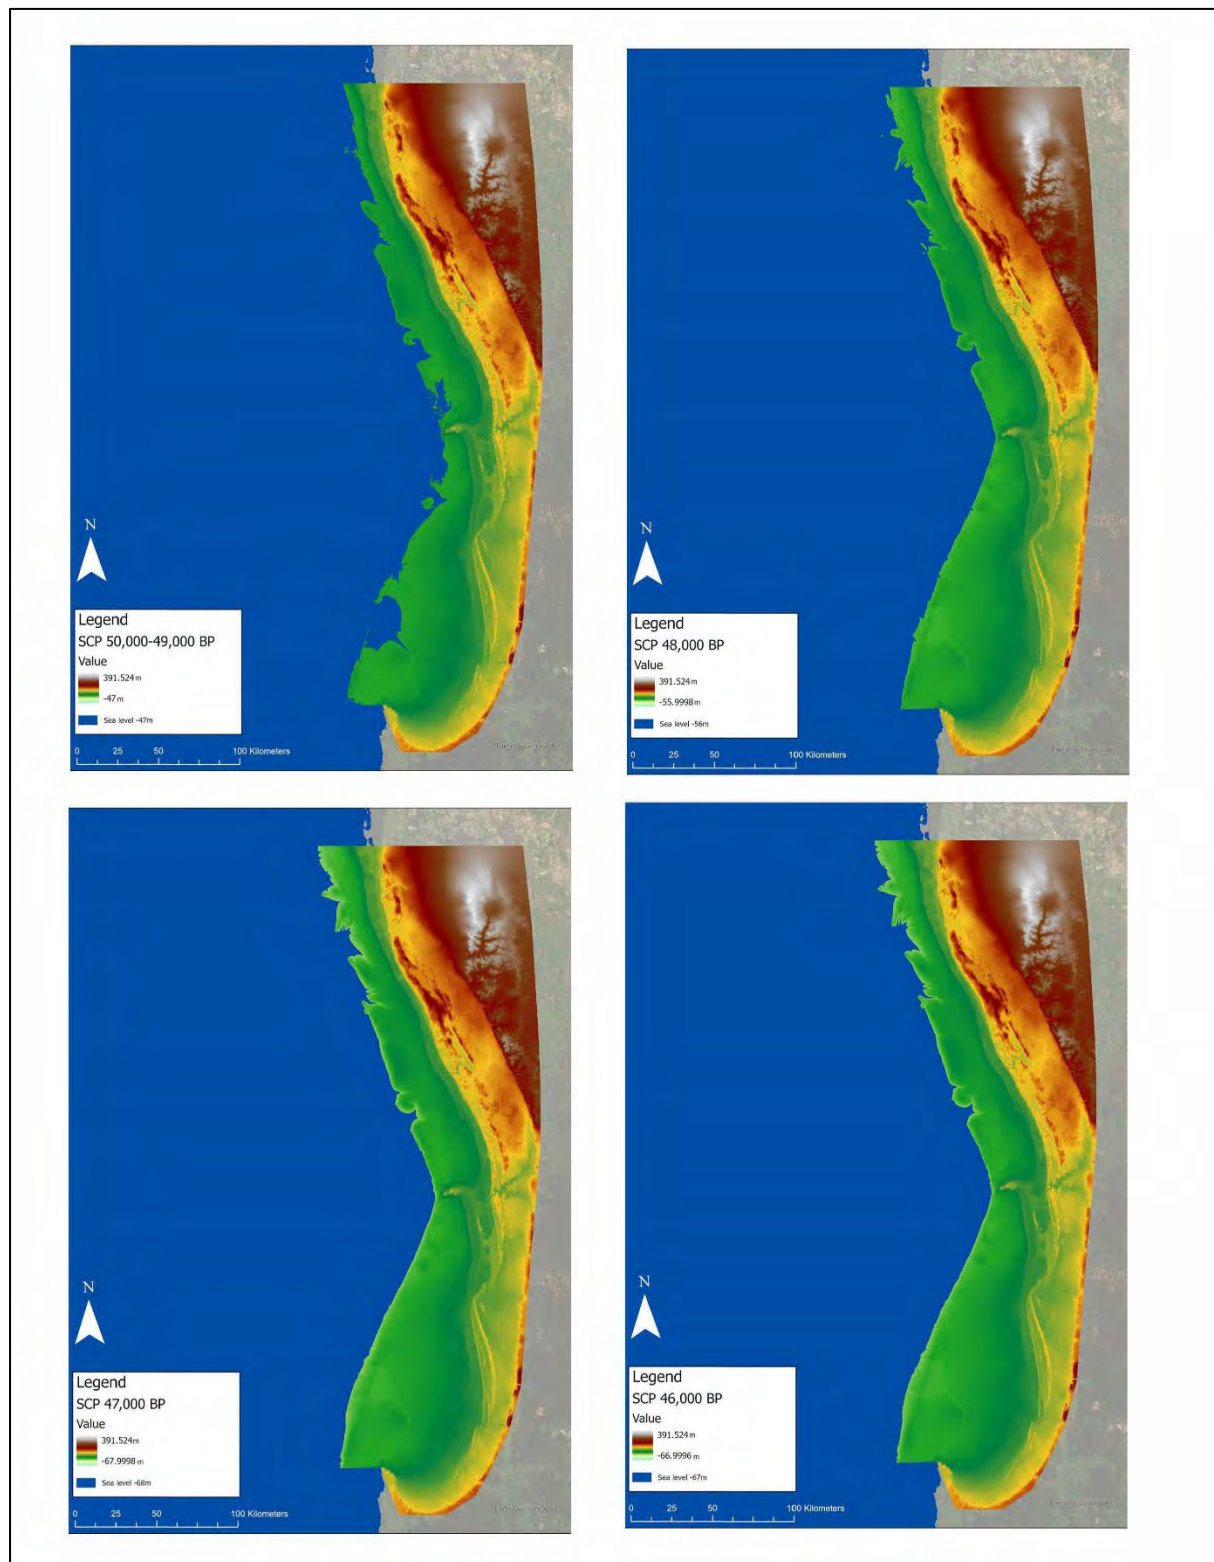 N
Legend
SCP 50,000-49,000 BP
Value
391.524 m
-47 m
Sea level -47m
0 25 50 100 Kilometers
N
Legend
SCP 48,000 BP
Value
391.524 m
-55.9998 m
Sea level -56m
0 25 50 100 Kilometers
N
Legend
SCP 47,000 BP
Value
391.524m
-67.9998 m
Sea level -68m
0 25 50 100 Kilometers
N
Legend
SCP 46,000 BP
Value
391.524 m
-66.9996 m
Sea level -67m
0 25 50 100 Kilometers